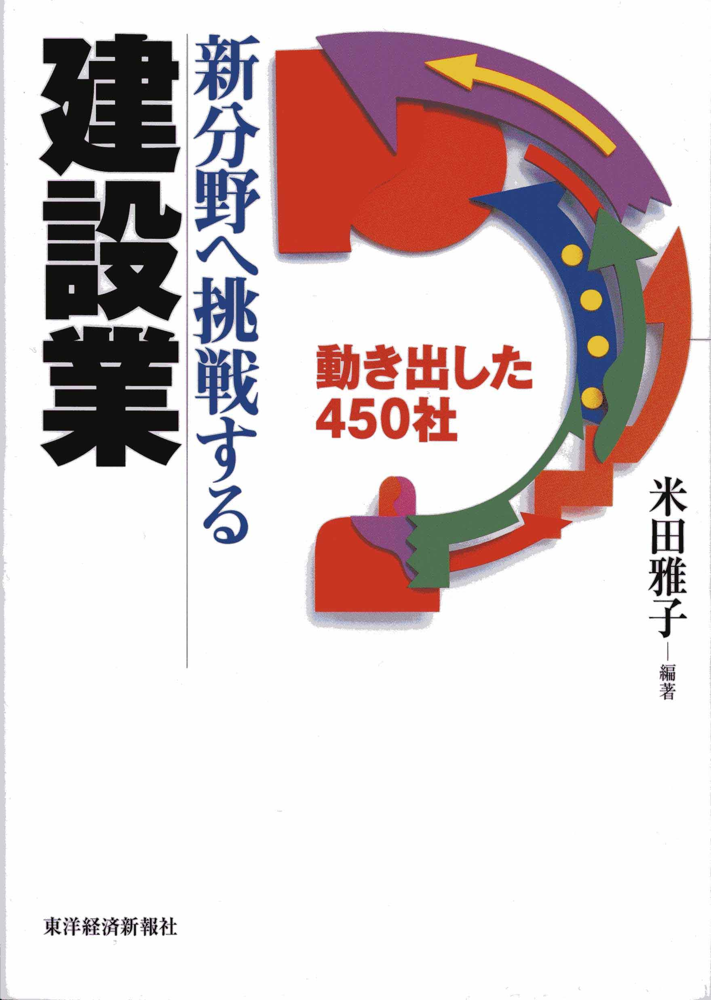 新分野へ挑戦する
建設業
動き出した
450社
米田雅子―編著
東洋経済新報社